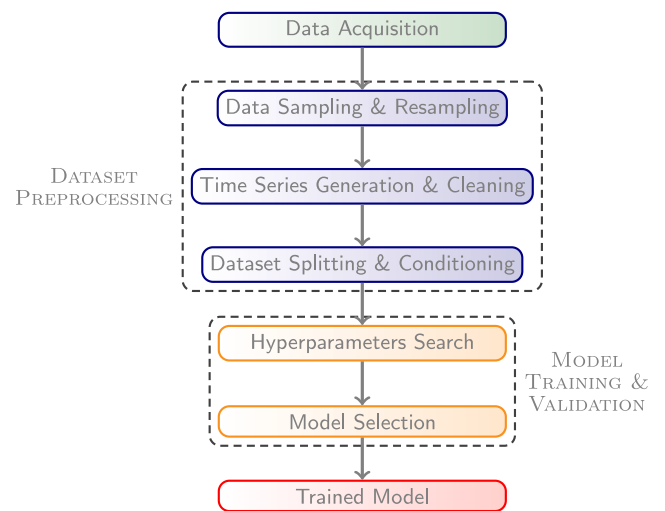 Data Acquisition
Data Sampling & Resampling
Dataset
Preprocessing
Time Series Generation & Cleaning
Dataset Splitting & Conditioning
Hyperparameters Search
Model
Training &
Validation
Model Selection
Trained Model